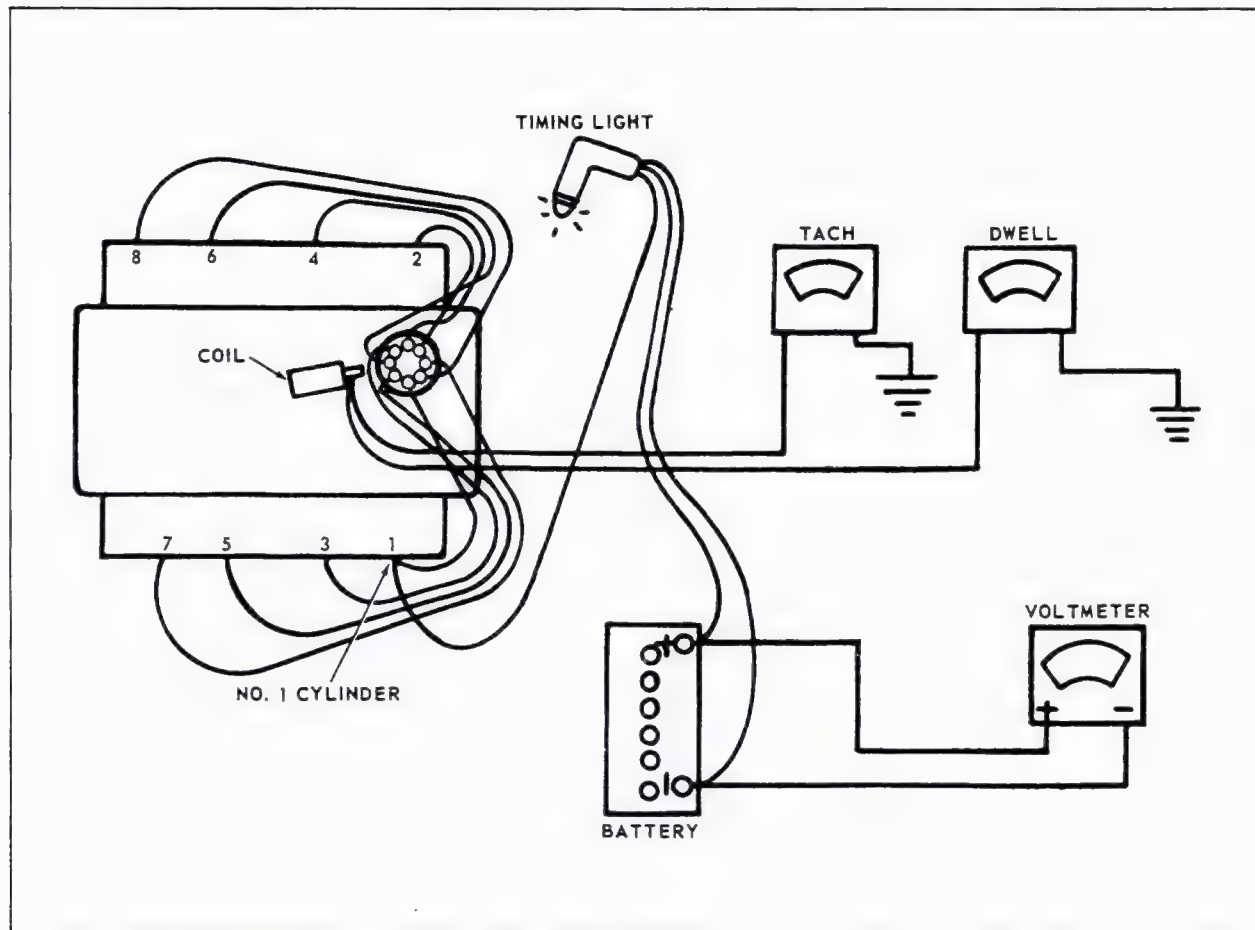 TIMING LIGHT
TACH
DWELL
8 6 4 2
COIL
7 5 3 1
NO. 1 CYLINDER
VOLTMETER
+ −
+
−
BATTERY